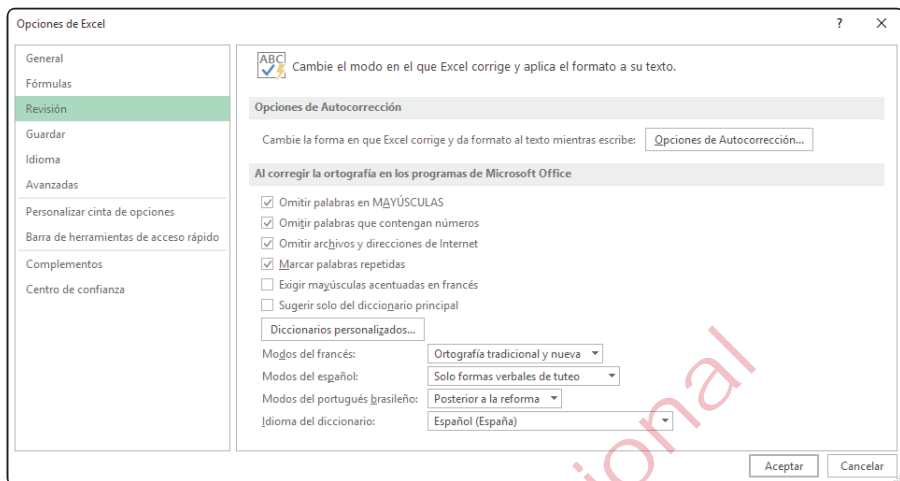 Opciones de Excel
?
General
Fórmulas
Revisión
Guardar
Idioma
Avanzadas
Personalizar cinta de opciones
Barra de herramientas de acceso rápido
Complementos
Centro de confianza
ABC
Cambie el modo en el que Excel corrige y aplica el formato a su texto.
Opciones de Autocorrección
Cambie la forma en que Excel corrige y da formato al texto mientras escribe: Opciones de Autocorrección...
Al corregir la ortografía en los programas de Microsoft Office
Omitir palabras en MAYÚSCULAS
Omitir palabras que contengan números
Omitir archivos y direcciones de Internet
Marcar palabras repetidas
Exigir mayúsculas acentuadas en francés
Sugerir solo del diccionario principal
Diccionarios personalizados...
Modos del francés: Ortografía tradicional y nueva
Modos del español: Solo formas verbales de tuteo
Modos del portugués brasileño: Posterior a la reforma
Idioma del diccionario: Español (España)
Aceptar Cancelar
ional